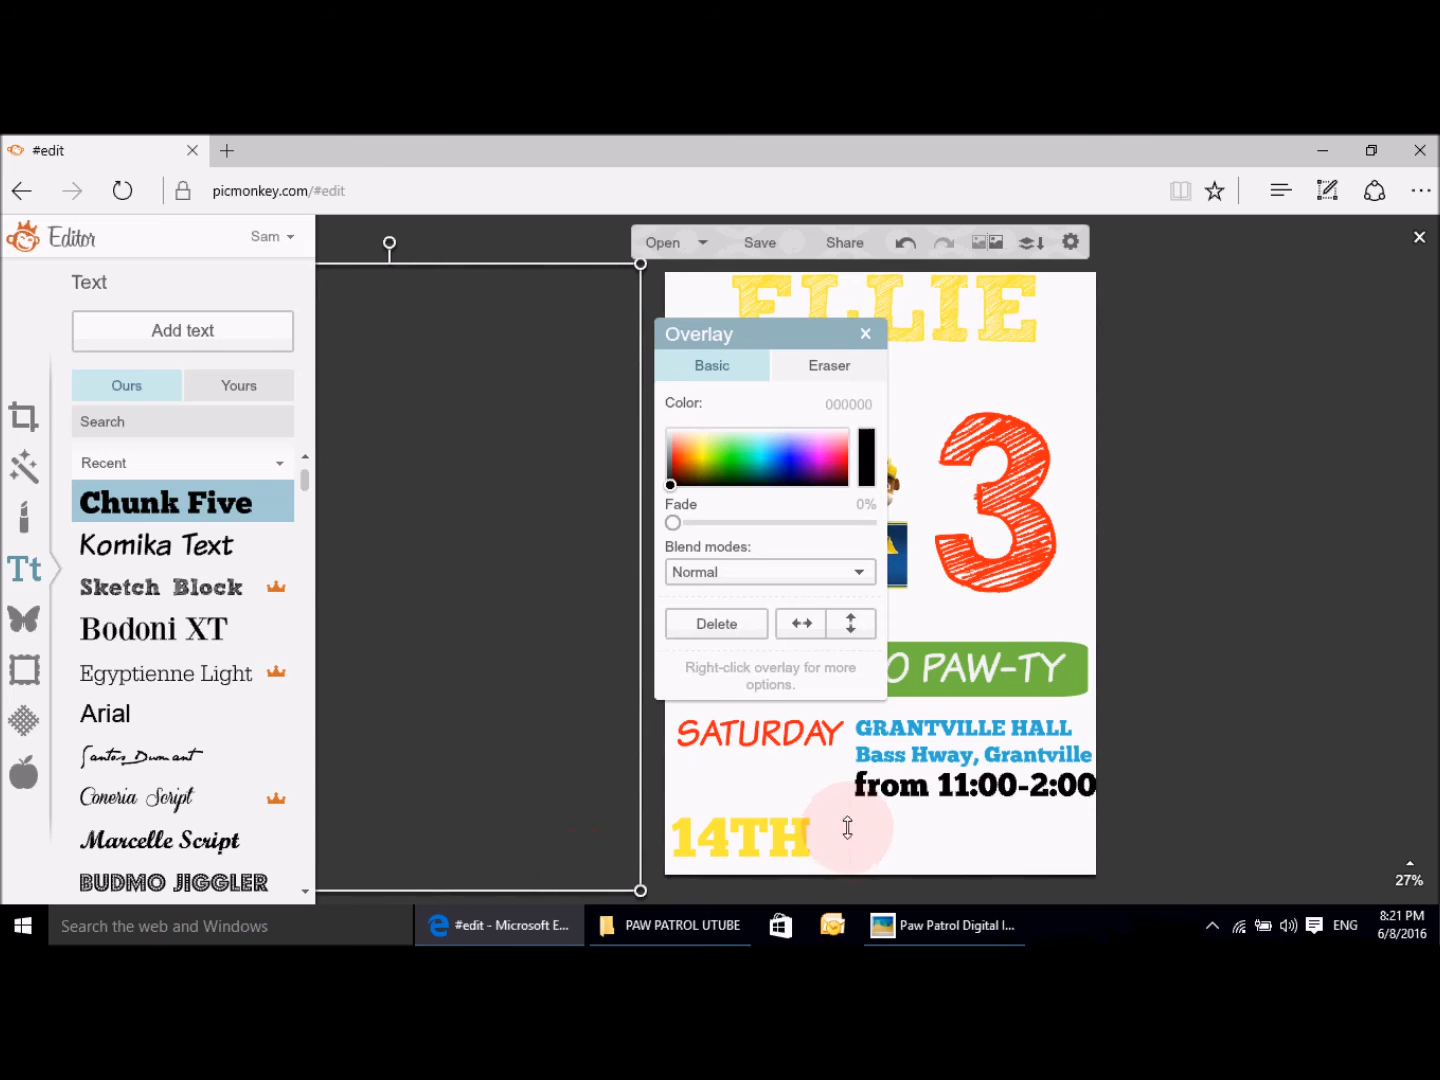 #edit
picmonkey.com/#edit
Editor
Sam
Open
Save
Share
Text
Add text
Ours
Yours
Search
Recent
Chunk Five
Komika Text
Sketch Block
Bodoni XT
Egyptienne Light
Arial
Santos Dumont
Coneria Script
Marcelle Script
BUDMO JIGGLER
Overlay
Basic
Eraser
Color:
000000
Fade
0%
Blend modes:
Normal
Delete
Right-click overlay for more
options.
ELLIE
3
O PAW-TY
SATURDAY
GRANTVILLE HALL
Bass Hway, Grantville
from 11:00-2:00
14TH
27%
Search the web and Windows
#edit - Microsoft E...
PAW PATROL UTUBE
Paw Patrol Digital I...
ENG
8:21 PM
6/8/2016